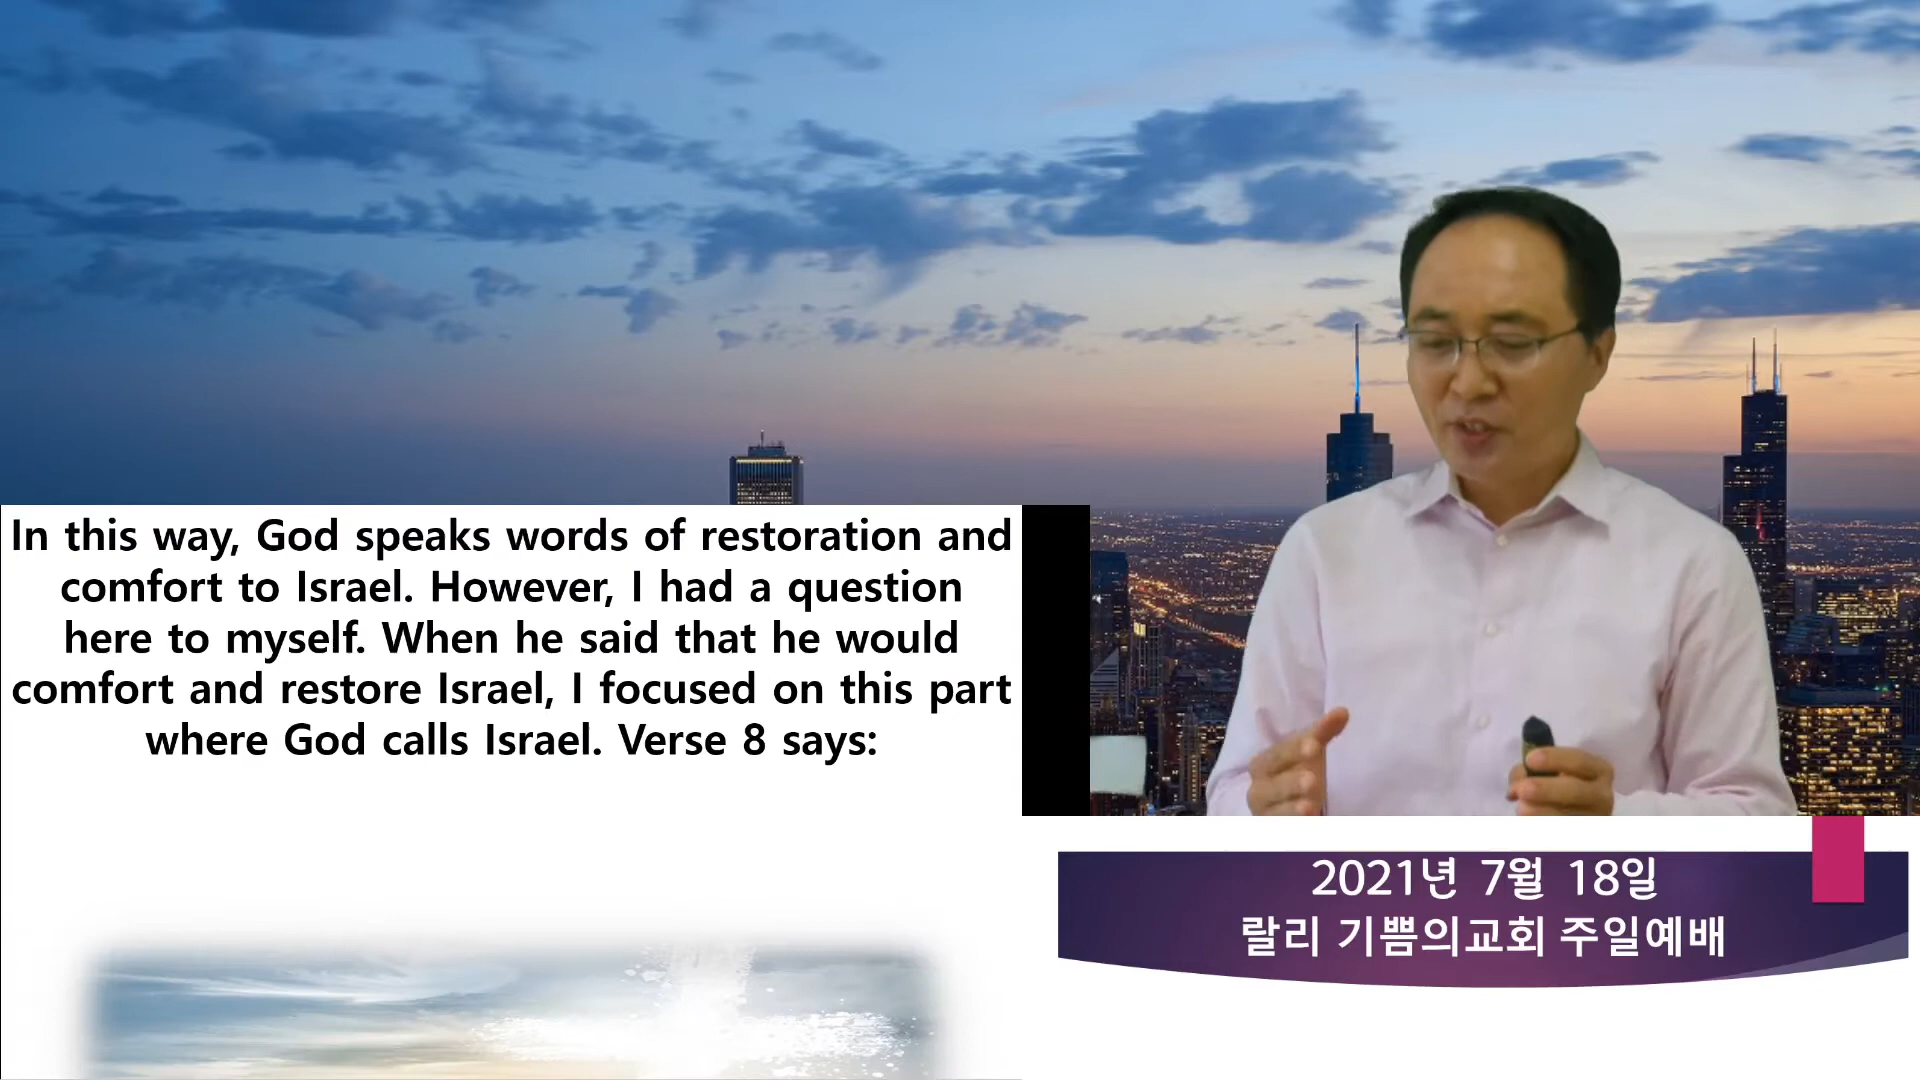 In this way, God speaks words of restoration and
comfort to Israel. However, I had a question
here to myself. When he said that he would
comfort and restore Israel, I focused on this part
where God calls Israel. Verse 8 says:
2021년 7월 18일
랄리 기쁨의교회 주일예배